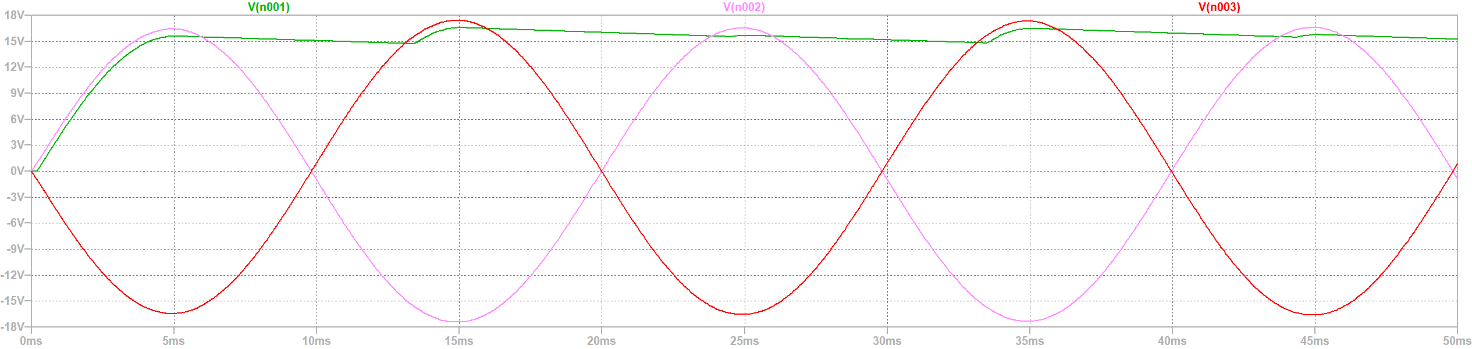 V(n001) V(n002) V(n003)
18V
15V
12V
9V
6V
3V
0V
-3V
-6V
-9V
-12V
-15V
-18V
0ms 5ms 10ms 15ms 20ms 25ms 30ms 35ms 40ms 45ms 50ms